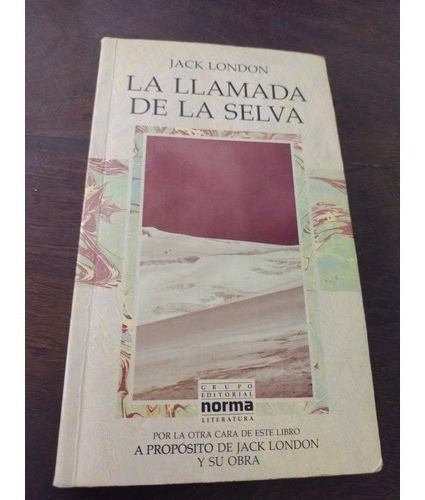 JACK LONDON
LA LLAMADA
DE LA SELVA
GRUPO
EDITORIAL
norma
LITERATURA
POR LA OTRA CARA DE ESTE LIBRO
A PROPÓSITO DE JACK LONDON
Y SU OBRA